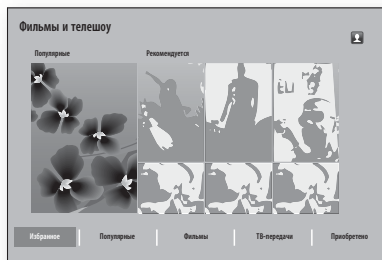 Фильмы и телешоу
Популярные Рекомендуется
Избранное Популярные Фильмы ТВ-передачи Приобретено